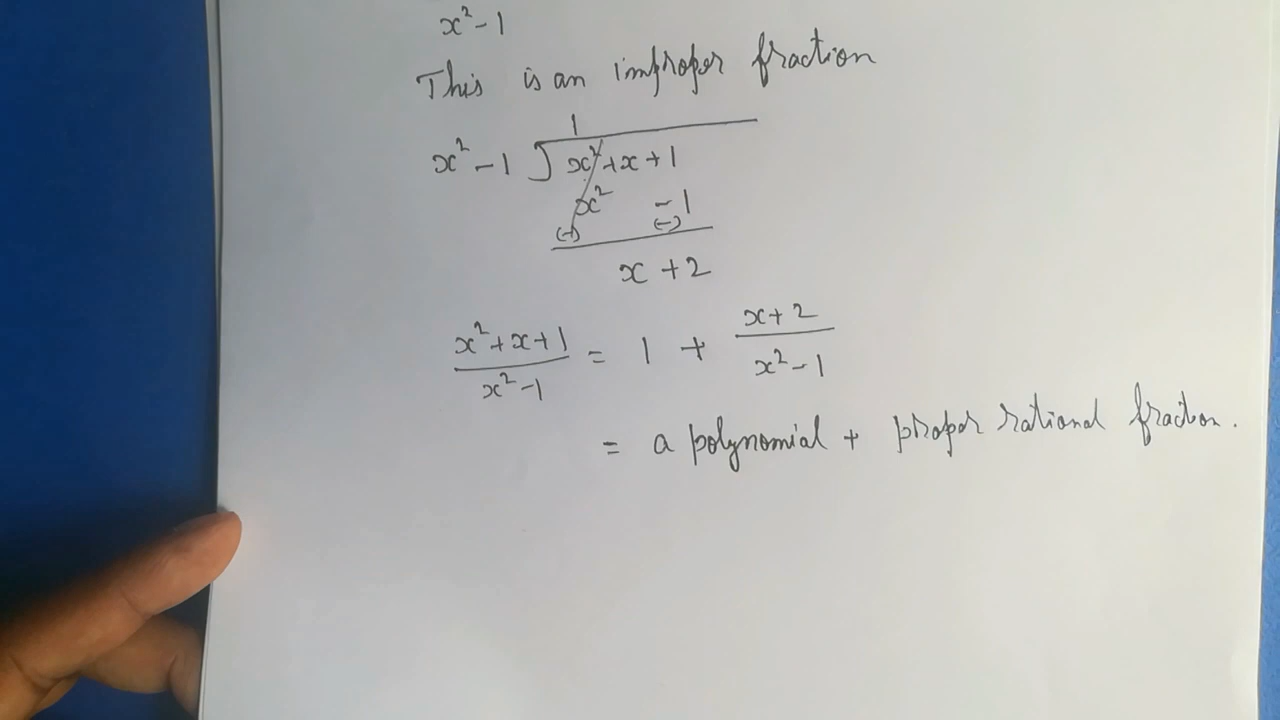 x² - 1
This is an improper fraction
1
x² - 1 ) x² + x + 1
x² - 1
(-) (-)
x + 2
x² + x + 1 / x² - 1 = 1 + x + 2 / x² - 1
= a polynomial + proper rational fraction.